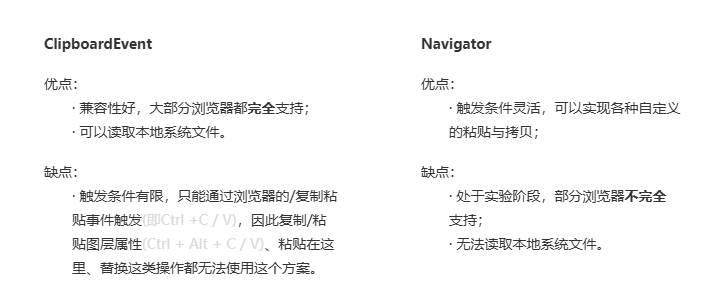 ClipboardEvent
优点：
· 兼容性好，大部分浏览器都完全支持；
· 可以读取本地系统文件。
缺点：
· 触发条件有限，只能通过浏览器的/复制粘
贴事件触发(即Ctrl +C / V)，因此复制/粘
贴图层属性(Ctrl + Alt + C / V)、粘贴在这
里、替换这类操作都无法使用这个方案。
Navigator
优点：
· 触发条件灵活，可以实现各种自定义
的粘贴与拷贝；
缺点：
· 处于实验阶段，部分浏览器不完全
支持；
· 无法读取本地系统文件。